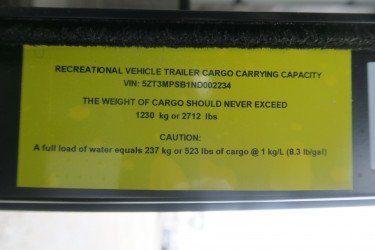 RECREATIONAL VEHICLE TRAILER CARGO CARRYING CAPACITY
VIN: 5ZT3MPSB1ND002234
THE WEIGHT OF CARGO SHOULD NEVER EXCEED
1230 kg or 2712 lbs
CAUTION:
A full load of water equals 237 kg or 523 lbs of cargo @ 1 kg/L (8.3 lb/gal)